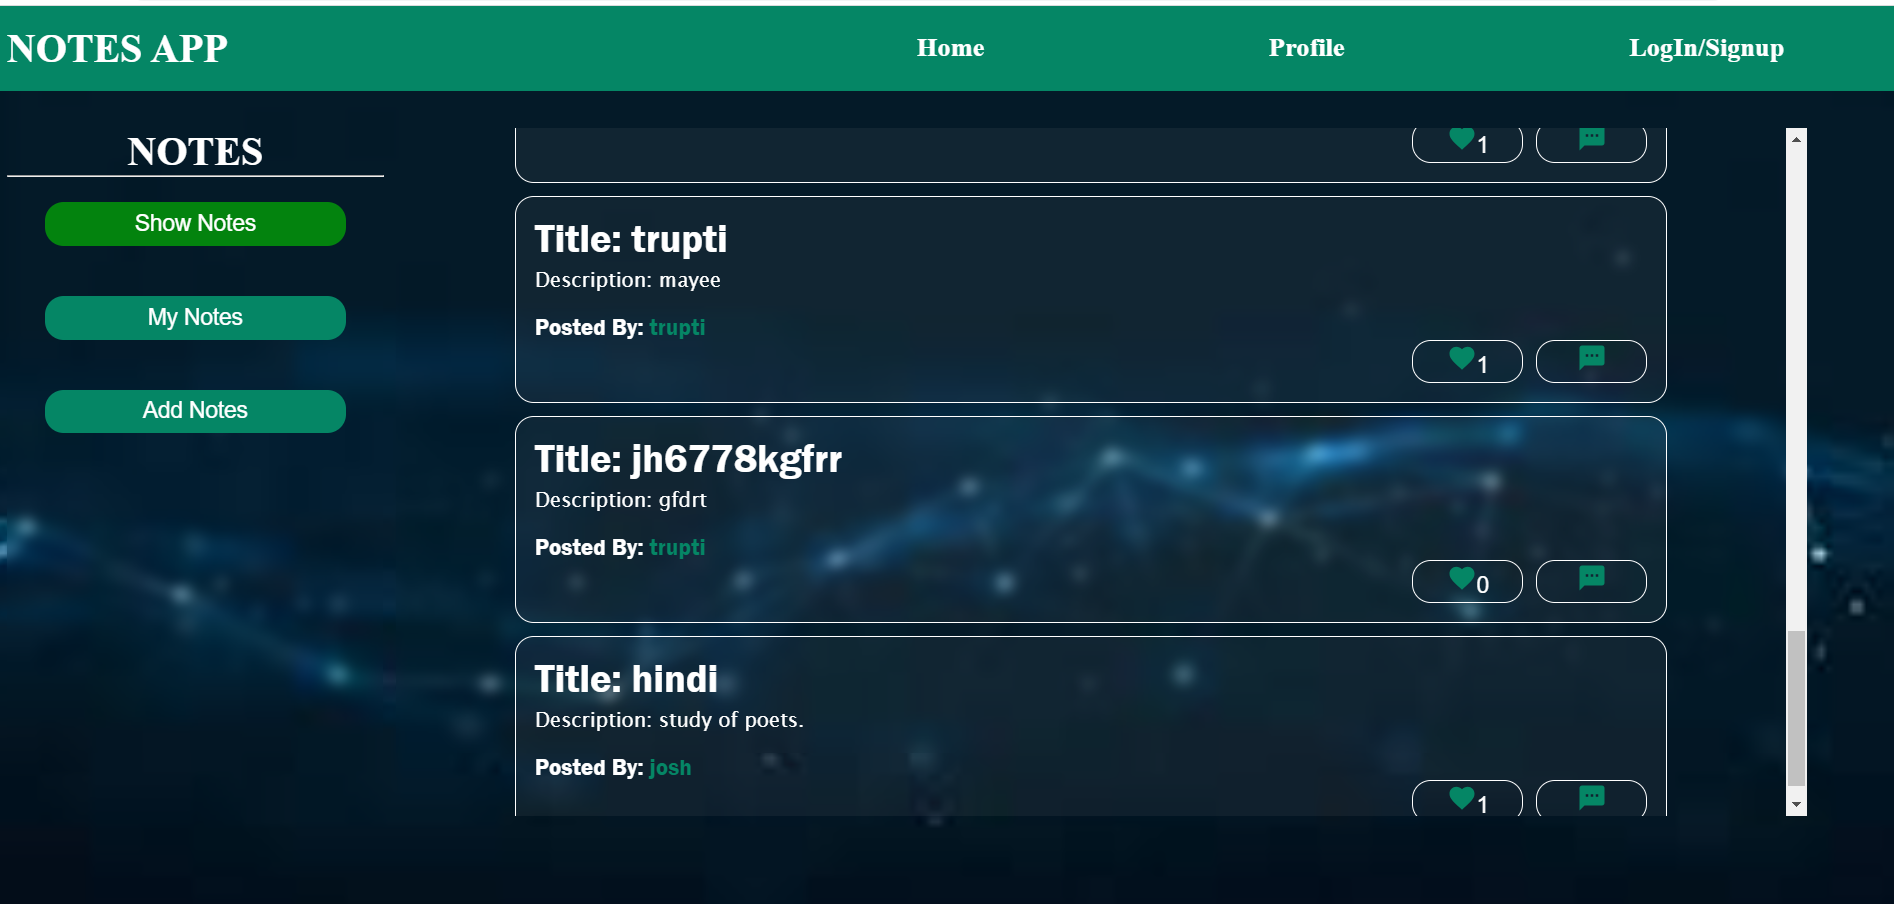 NOTES APP
Home
Profile
LogIn/Signup
NOTES
Show Notes
My Notes
Add Notes
1
Title: trupti
Description: mayee
Posted By: trupti
1
Title: jh6778kgfrr
Description: gfdrt
Posted By: trupti
0
Title: hindi
Description: study of poets.
Posted By: josh
1